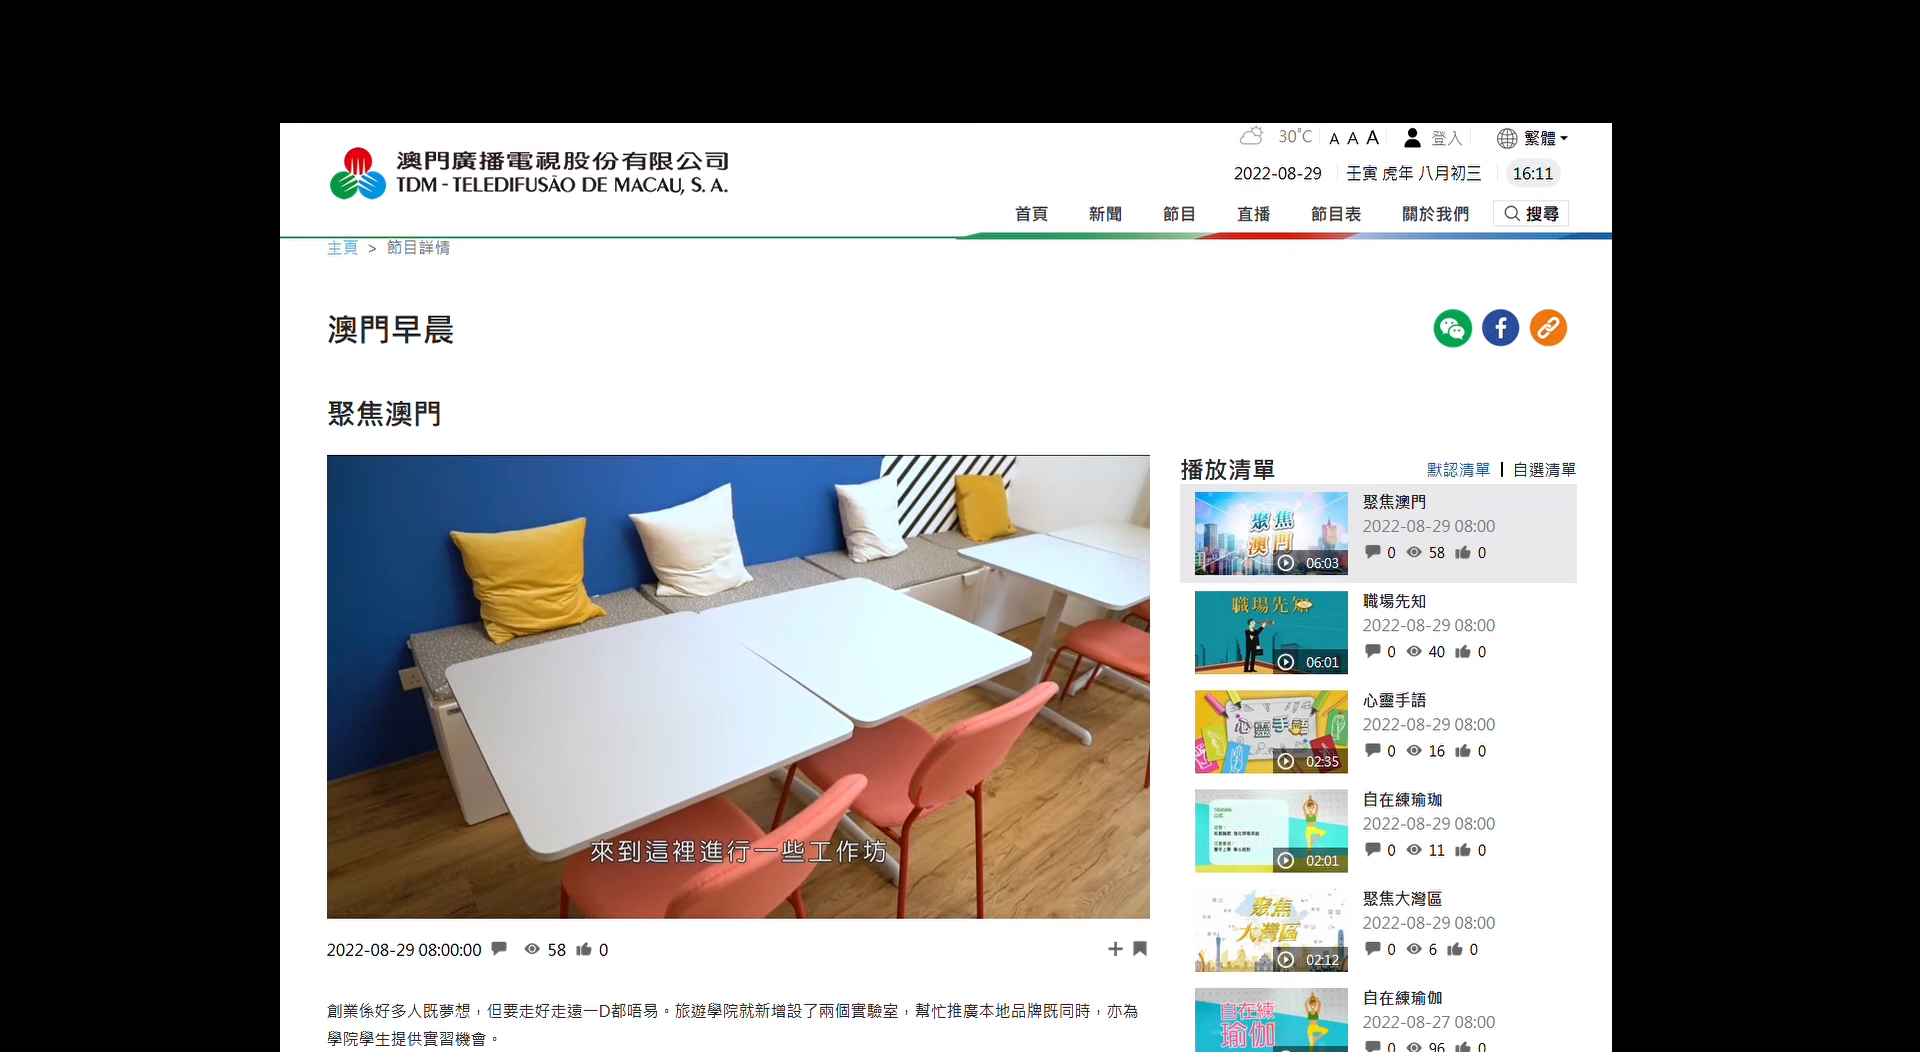 澳門廣播電視股份有限公司
TDM - TELEDIFUSÃO DE MACAU, S. A.
30°C A A A 登入 繁體
2022-08-29 壬寅 虎年 八月初三 16:11
首頁 新聞 節目 直播 節目表 關於我們 搜尋
主頁 > 節目詳情
澳門早晨
聚焦澳門
來到這裡進行一些工作坊
2022-08-29 08:00:00 58 0
創業係好多人既夢想，但要走好走遠一D都唔易。旅遊學院就新增設了兩個實驗室，幫忙推廣本地品牌既同時，亦為
學院學生提供實習機會。
播放清單 默認清單 | 自選清單
聚焦
澳門
06:03
聚焦澳門
2022-08-29 08:00
0 58 0
職場先知
06:01
職場先知
2022-08-29 08:00
0 40 0
心靈手語
02:35
心靈手語
2022-08-29 08:00
0 16 0
02:01
自在練瑜珈
2022-08-29 08:00
0 11 0
聚焦
大灣區
02:12
聚焦大灣區
2022-08-29 08:00
0 6 0
自在練
瑜伽
自在練瑜伽
2022-08-27 08:00
0 96 0